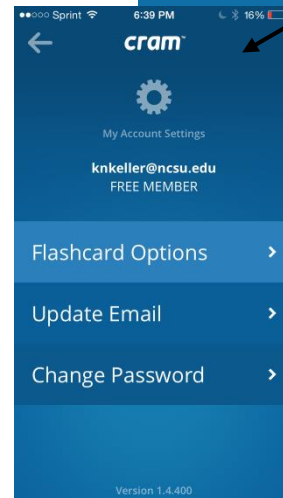 Sprint 6:39 PM 16%
cram
My Account Settings
knkeller@ncsu.edu
FREE MEMBER
Flashcard Options
Update Email
Change Password
Version 1.4.400